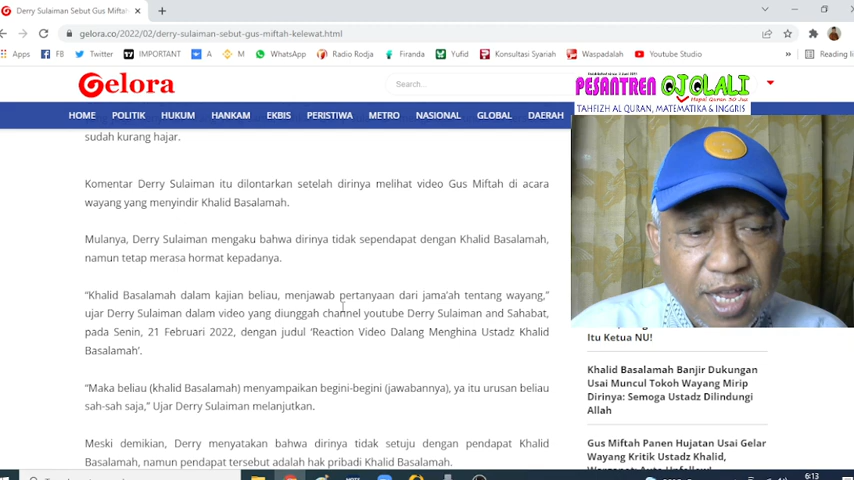 Derry Sulaiman Sebut Gus Miftah
gelora.co/2022/02/derry-sulaiman-sebut-gus-miftah-kelewat.html
Apps F8 Twitter IMPORTANT A M WhatsApp Radio Rodja Firanda Yufid Konsultasi Syariah Waspadalah Youtube Studio » Reading li
Gelora
Search...
PESANTREN OJOLALI
Hapal Quran 30 Juz
TAHFIZH AL QURAN, MATEMATIKA & INGGRIS
HOME POLITIK HUKUM HANKAM EKBIS PERISTIWA METRO NASIONAL GLOBAL DAERAH
sudah kurang hajar.
Komentar Derry Sulaiman itu dilontarkan setelah dirinya melihat video Gus Miftah di acara
wayang yang menyindir Khalid Basalamah.
Mulanya, Derry Sulaiman mengaku bahwa dirinya tidak sependapat dengan Khalid Basalamah,
namun tetap merasa hormat kepadanya.
“Khalid Basalamah dalam kajian beliau, menjawab pertanyaan dari jama’ah tentang wayang,”
ujar Derry Sulaiman dalam video yang diunggah channel youtube Derry Sulaiman and Sahabat,
pada Senin, 21 Februari 2022, dengan judul ‘Reaction Video Dalang Menghina Ustadz Khalid
Basalamah’.
“Maka beliau (khalid Basalamah) menyampaikan begini-begini (jawabannya), ya itu urusan beliau
sah-sah saja,” Ujar Derry Sulaiman melanjutkan.
Meski demikian, Derry menyatakan bahwa dirinya tidak setuju dengan pendapat Khalid
Basalamah, namun pendapat tersebut adalah hak pribadi Khalid Basalamah.
Itu Ketua NU!
Khalid Basalamah Banjir Dukungan
Usai Muncul Tokoh Wayang Mirip
Dirinya: Semoga Ustadz Dilindungi
Allah
Gus Miftah Panen Hujatan Usai Gelar
Wayang Kritik Ustadz Khalid,
6:13